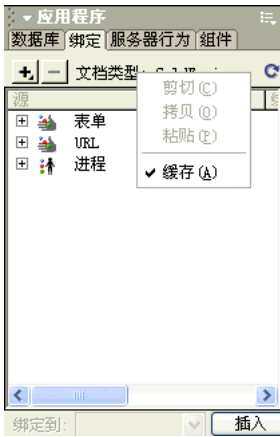 应用程序
数据库 绑定 服务器行为 组件
文档类型:
剪切(C)
源
拷贝(O)
表单
粘贴(P)
URL
进程
缓存(A)
绑定到:
插入